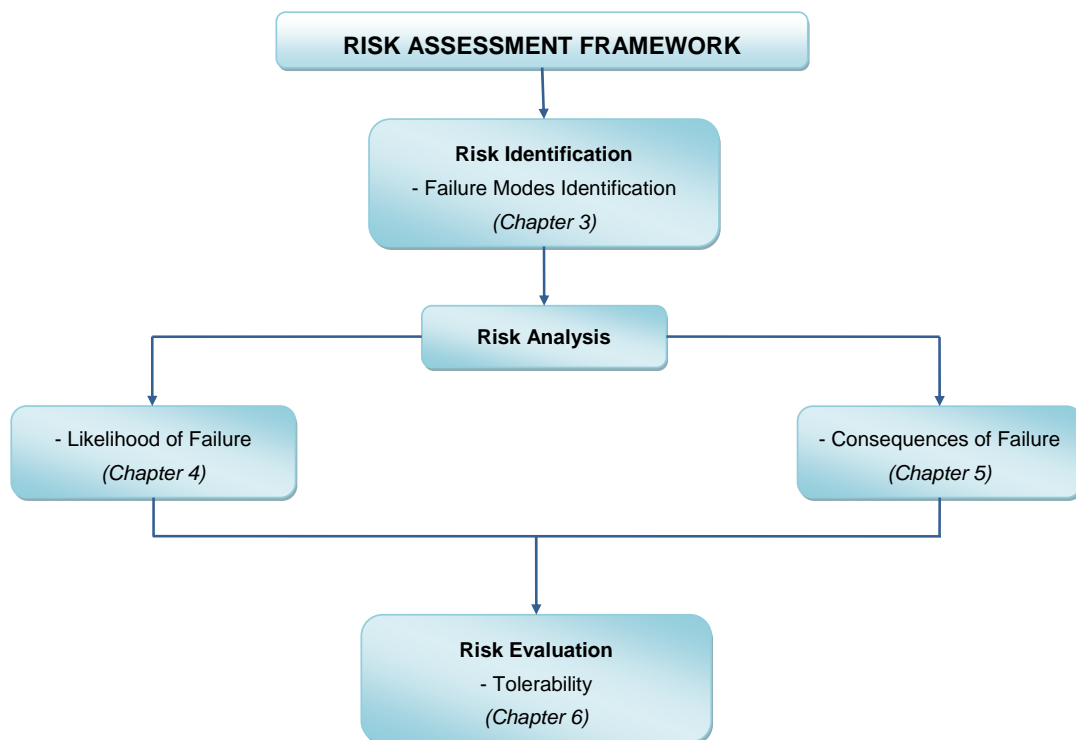 RISK ASSESSMENT FRAMEWORK
Risk Identification
- Failure Modes Identification
(Chapter 3)
Risk Analysis
- Likelihood of Failure
(Chapter 4)
- Consequences of Failure
(Chapter 5)
Risk Evaluation
- Tolerability
(Chapter 6)